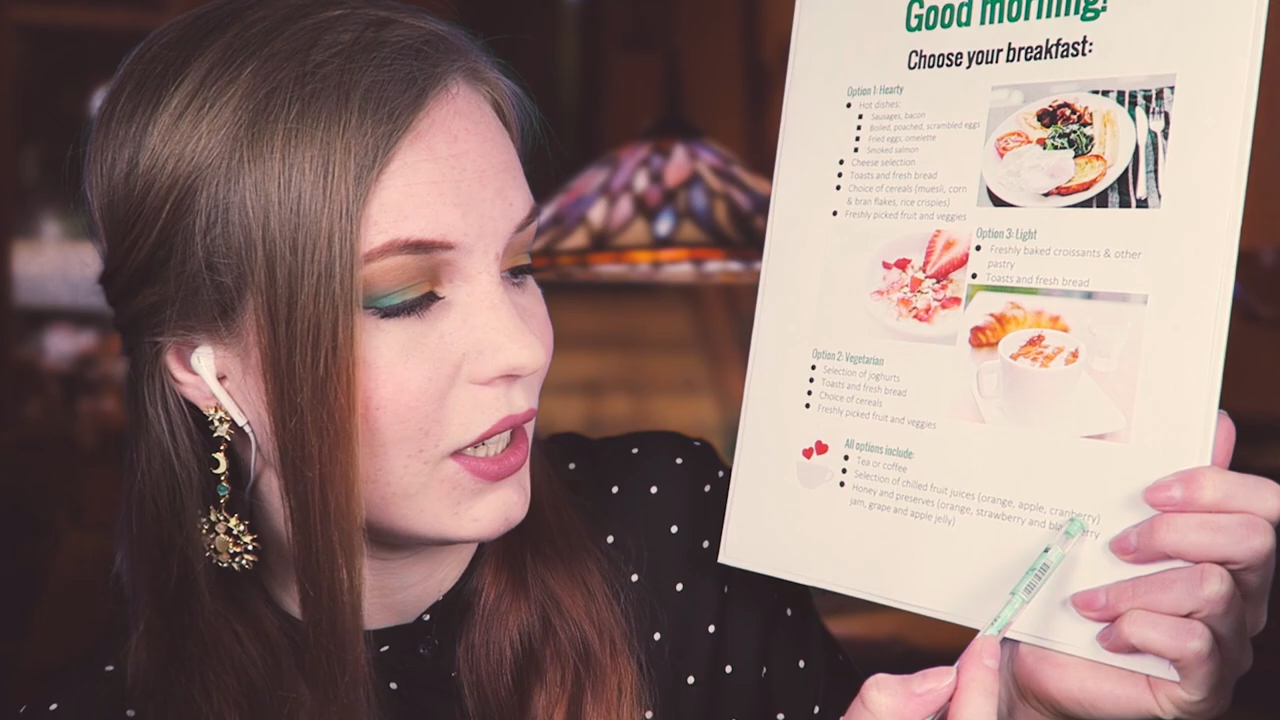 Good morning!
Choose your breakfast:
Option 1: Hearty
Hot dishes:
Sausages, bacon
Boiled, poached, scrambled eggs
Fried eggs, omelette
Smoked salmon
Cheese selection
Toasts and fresh bread
Choice of cereals (muesli, corn
& bran flakes, rice crispies)
Freshly picked fruit and veggies
Option 3: Light
Freshly baked croissants & other
pastry
Toasts and fresh bread
Option 2: Vegetarian
Selection of joghurts
Toasts and fresh bread
Choice of cereals
Freshly picked fruit and veggies
All options include:
Tea or coffee
Selection of chilled fruit juices (orange, apple, cranberry)
Honey and preserves (orange, strawberry and blackberry
jam, grape and apple jelly)